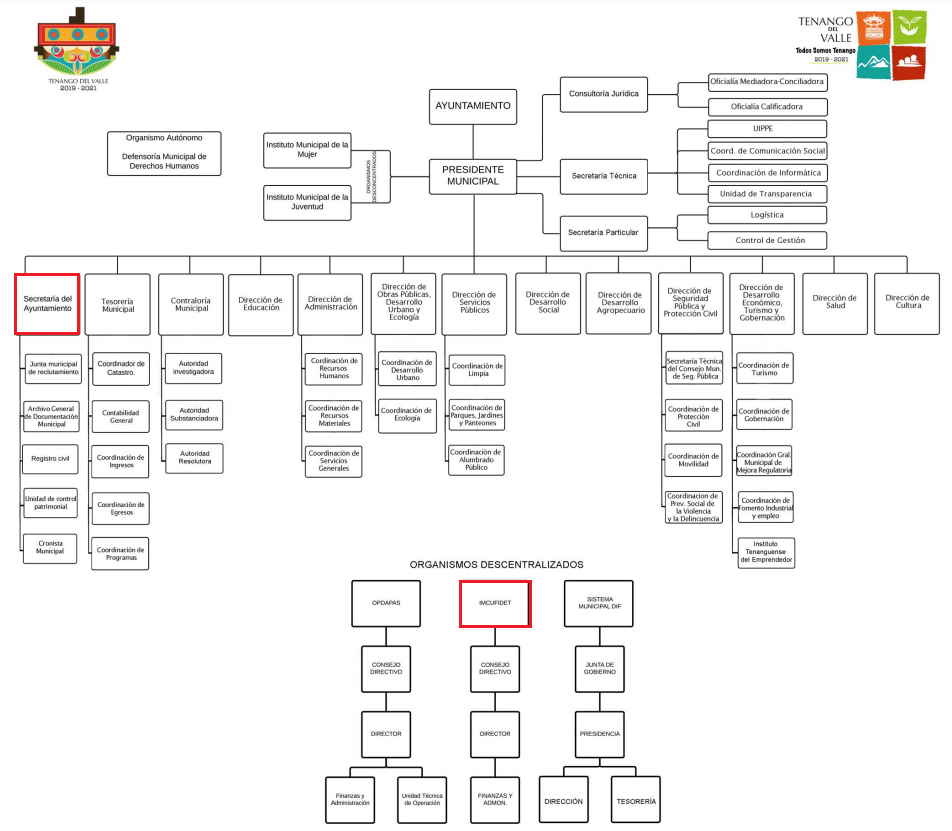 TENANGO DEL VALLE
2019 - 2021
TENANGO
DEL
VALLE
Todos Somos Tenango
2019 - 2021
AYUNTAMIENTO
PRESIDENTE
MUNICIPAL
Organismo Autónomo
Defensoría Municipal de
Derechos Humanos
Instituto Municipal de la
Mujer
Instituto Municipal de la
Juventud
ORGANISMOS
DESCONCENTRADOS
Consultoría Jurídica
Oficialía Mediadora-Conciliadora
Oficialía Calificadora
Secretaría Técnica
UIPPE
Coord. de Comunicación Social
Coordinación de Informática
Unidad de Transparencia
Secretaría Particular
Logística
Control de Gestión
Secretaría del
Ayuntamiento
Junta municipal
de reclutamiento
Archivo General
de Documentación
Municipal
Registro civil
Unidad de control
patrimonial
Cronista
Municipal
Tesorería
Municipal
Coordinador de
Catastro.
Contabilidad
General
Coordinación de
Ingresos
Coordinación de
Egresos
Coordinación de
Programas
Contraloría
Municipal
Autoridad
investigadora
Autoridad
Substanciadora
Autoridad
Resolutora
Dirección de
Educación
Dirección de
Administración
Cordinación de
Recursos
Humanos
Coordinación de
Recursos
Materiales
Coordinación de
Servicios
Generales
Dirección de
Obras Públicas,
Desarrollo
Urbano y
Ecología
Coordinación de
Desarrollo
Urbano
Coordinación de
Ecología
Dirección de
Servicios
Públicos
Coordinación de
Limpia
Coordinación de
Parques, Jardines
y Panteones
Coordinación de
Alumbrado
Público
Dirección de
Desarrollo
Social
Dirección de
Desarrollo
Agropecuario
Dirección de
Seguridad
Pública y
Protección Civil
Secretaría Técnica
del Consejo Mun.
de Seg. Pública
Coordinación de
Protección
Civil
Coordinación de
Movilidad
Coordinacion de
Prev. Social de
la Violencia
y la Delincuencia
Dirección de
Desarrollo
Económico,
Turismo y
Gobernación
Coordinación de
Turismo
Coordinación de
Gobernación
Coordinación Gral.
Municipal de
Mejora Regulatoria
Coordinación de
Fomento Industrial
y empleo
Instituto
Tenanguense
del Emprendedor
Dirección de
Salud
Dirección de
Cultura
ORGANISMOS DESCENTRALIZADOS
OPDAPAS
CONSEJO
DIRECTIVO
DIRECTOR
Finanzas y
Administración
Unidad Técnica
de Operación
IMCUFIDET
CONSEJO
DIRECTIVO
DIRECTOR
FINANZAS Y
ADMON.
SISTEMA
MUNICIPAL DIF
JUNTA DE
GOBIERNO
PRESIDENCIA
DIRECCIÓN
TESORERÍA